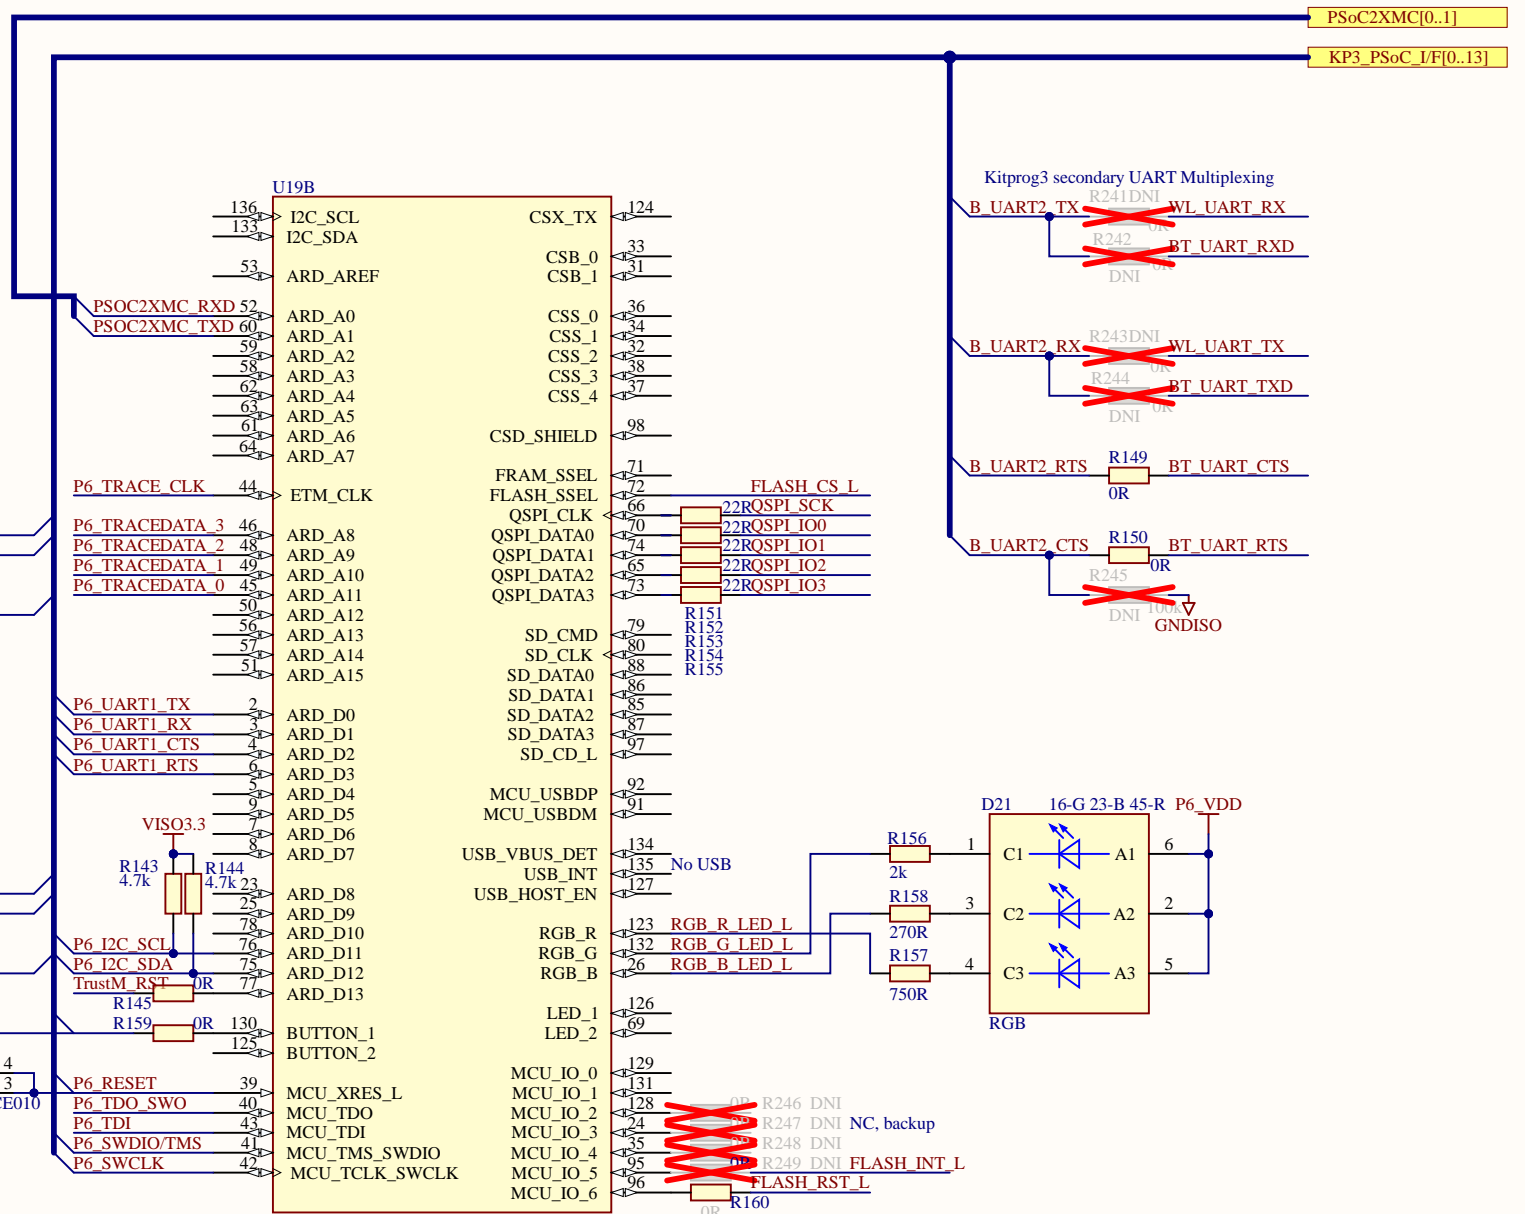 PSoC2XMC[0..1]
KP3_PSoC_I/F[0..13]
Kitprog3 secondary UART Multiplexing
R241DNI
B_UART2_TX
WL_UART_RX
0R
R242
BT_UART_RXD
0R
DNI
R243DNI
B_UART2_RX
WL_UART_TX
0R
R244
BT_UART_TXD
0R
DNI
B_UART2_RTS
R149
0R
BT_UART_CTS
B_UART2_CTS
R150
0R
BT_UART_RTS
R245
DNI
100k
GNDISO
U19B
136 I2C_SCL
133 I2C_SDA
53 ARD_AREF
PSOC2XMC_RXD 52 ARD_A0
PSOC2XMC_TXD 60 ARD_A1
59 ARD_A2
58 ARD_A3
62 ARD_A4
63 ARD_A5
61 ARD_A6
64 ARD_A7
P6_TRACE_CLK 44 ETM_CLK
P6_TRACEDATA_3 46 ARD_A8
P6_TRACEDATA_2 48 ARD_A9
P6_TRACEDATA_1 49 ARD_A10
P6_TRACEDATA_0 45 ARD_A11
50 ARD_A12
56 ARD_A13
57 ARD_A14
51 ARD_A15
P6_UART1_TX 2 ARD_D0
P6_UART1_RX 3 ARD_D1
P6_UART1_CTS 4 ARD_D2
P6_UART1_RTS 6 ARD_D3
5 ARD_D4
9 ARD_D5
7 ARD_D6
8 ARD_D7
VISO3.3
R143
4.7k
R144
4.7k
23 ARD_D8
25 ARD_D9
78 ARD_D10
P6_I2C_SCL 76 ARD_D11
P6_I2C_SDA 75 ARD_D12
TrustM_RST 0R 77 ARD_D13
R145
R159 0R 130 BUTTON_1
125 BUTTON_2
4
3
CE010
P6_RESET 39 MCU_XRES_L
P6_TDO_SWO 40 MCU_TDO
P6_TDI 43 MCU_TDI
P6_SWDIO/TMS 41 MCU_TMS_SWDIO
P6_SWCLK 42 MCU_TCLK_SWCLK
CSX_TX 124
CSB_0 33
CSB_1 31
CSS_0 36
CSS_1 34
CSS_2 32
CSS_3 38
CSS_4 37
CSD_SHIELD 98
FRAM_SSEL 71
FLASH_SSEL 72 FLASH_CS_L
QSPI_CLK 66 22R QSPI_SCK
QSPI_DATA0 70 22R QSPI_IO0
QSPI_DATA1 74 22R QSPI_IO1
QSPI_DATA2 65 22R QSPI_IO2
QSPI_DATA3 73 22R QSPI_IO3
R151
R152
R153
R154
R155
SD_CMD 79
SD_CLK 80
SD_DATA0 88
SD_DATA1 86
SD_DATA2 85
SD_DATA3 87
SD_CD_L 97
MCU_USBDP 92
MCU_USBDM 91
USB_VBUS_DET 134
USB_INT 135 No USB
USB_HOST_EN 127
RGB_R 123 RGB_R_LED_L
RGB_G 132 RGB_G_LED_L
RGB_B 26 RGB_B_LED_L
LED_1 126
LED_2 69
MCU_IO_0 129
MCU_IO_1 131
MCU_IO_2 128 0R R246 DNI
MCU_IO_3 24 R247 DNI NC, backup
MCU_IO_4 35 R248 DNI
MCU_IO_5 95 0R R249 DNI FLASH_INT_L
MCU_IO_6 96 FLASH_RST_L
R160
0R
D21 16-G 23-B 45-R P6_VDD
R156 1 C1 A1 6
2k
R158 3 C2 A2 2
270R
R157 4 C3 A3 5
750R
RGB